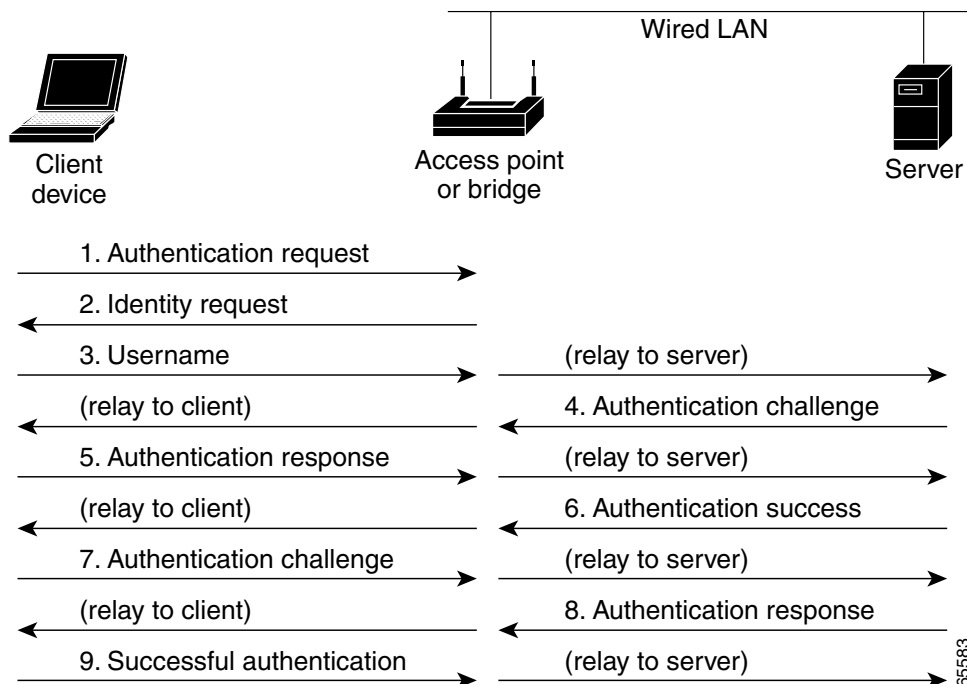 Wired LAN
Client
device
Access point
or bridge
Server
1. Authentication request
2. Identity request
3. Username
(relay to server)
(relay to client)
4. Authentication challenge
5. Authentication response
(relay to server)
(relay to client)
6. Authentication success
7. Authentication challenge
(relay to server)
(relay to client)
8. Authentication response
9. Successful authentication
(relay to server)
65583